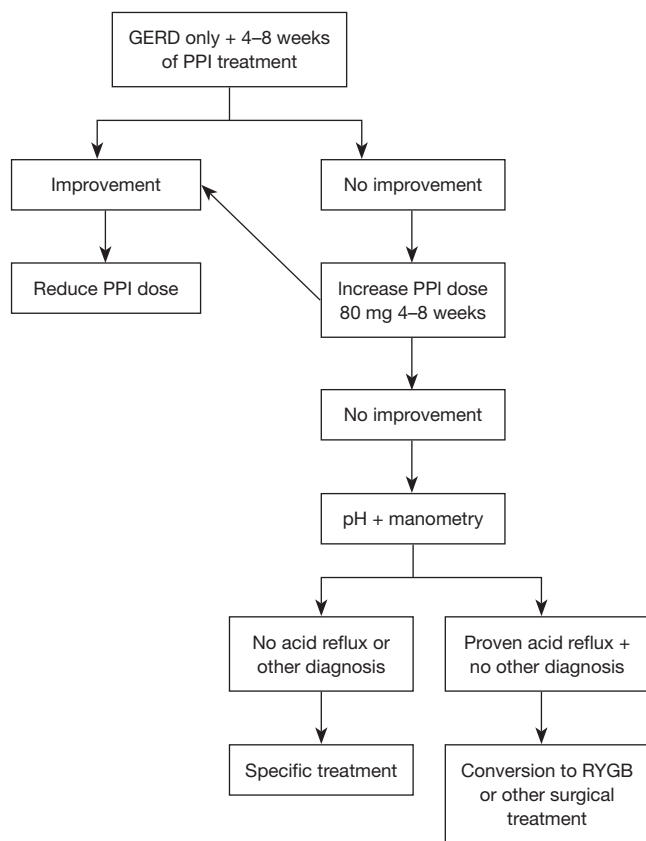 GERD only + 4–8 weeks
of PPI treatment
Improvement
No improvement
Reduce PPI dose
Increase PPI dose
80 mg 4–8 weeks
No improvement
pH + manometry
No acid reflux or
other diagnosis
Proven acid reflux +
no other diagnosis
Specific treatment
Conversion to RYGB
or other surgical
treatment